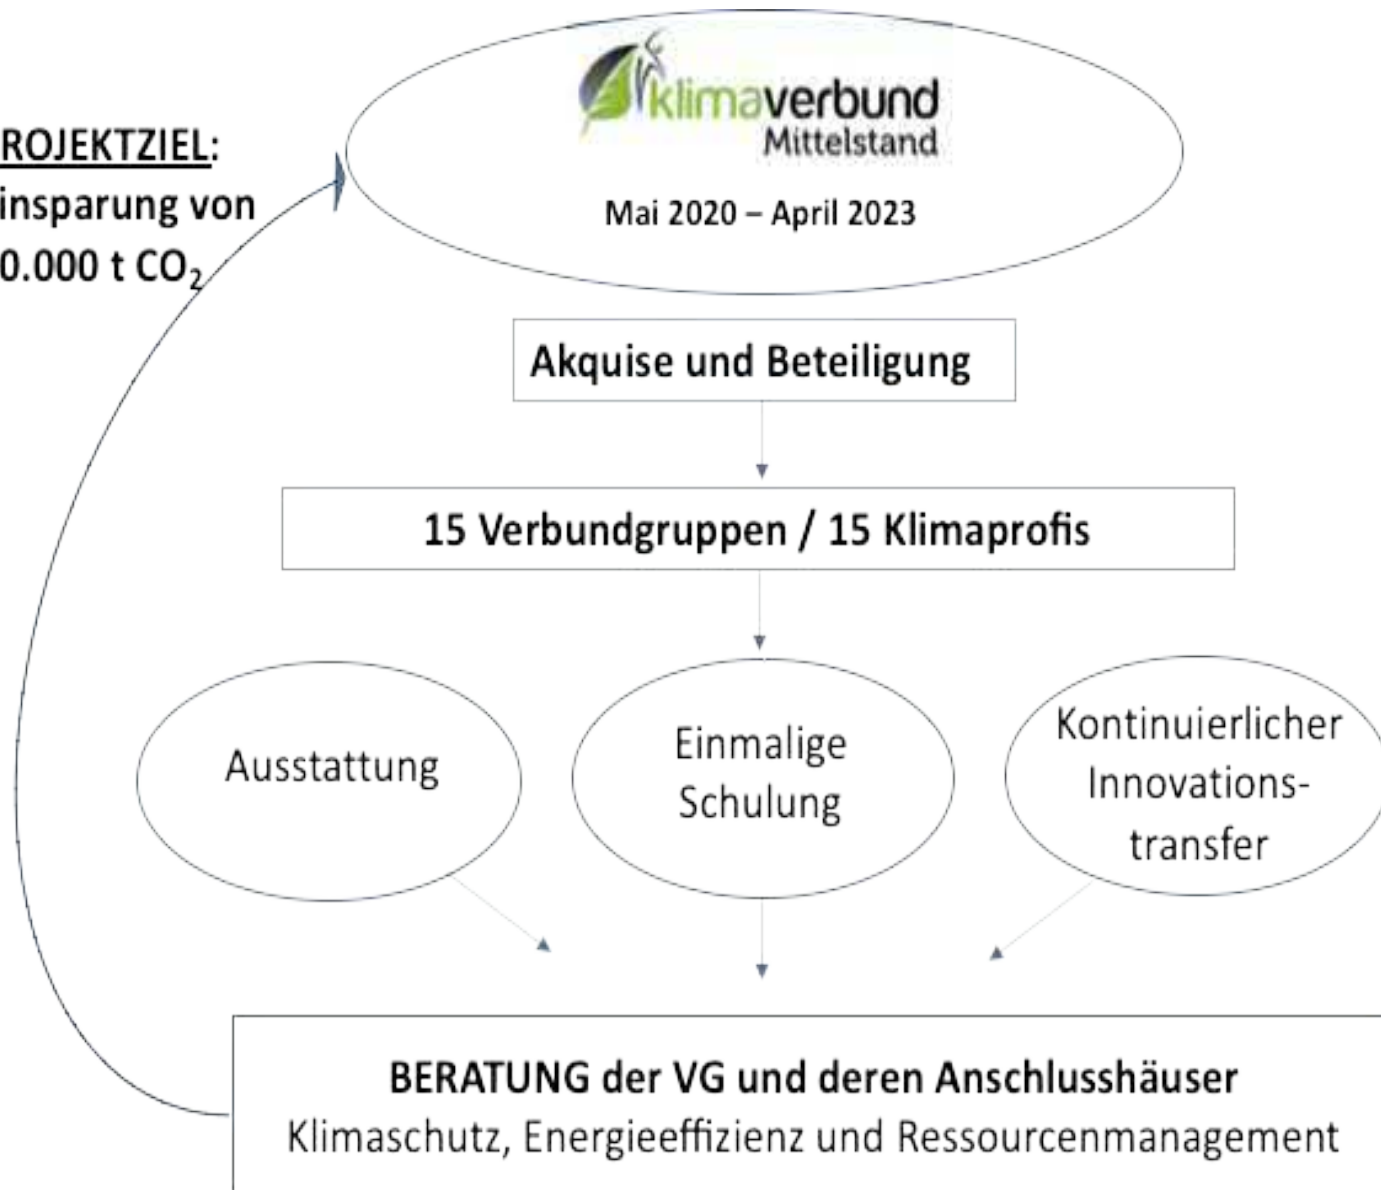 klimaverbund
Mittelstand
Mai 2020 – April 2023
ROJEKTZIEL:
insparung von
0.000 t CO₂
Akquise und Beteiligung
15 Verbundgruppen / 15 Klimaprofis
Ausstattung
Einmalige
Schulung
Kontinuierlicher
Innovations-
transfer
BERATUNG der VG und deren Anschlusshäuser
Klimaschutz, Energieeffizienz und Ressourcenmanagement